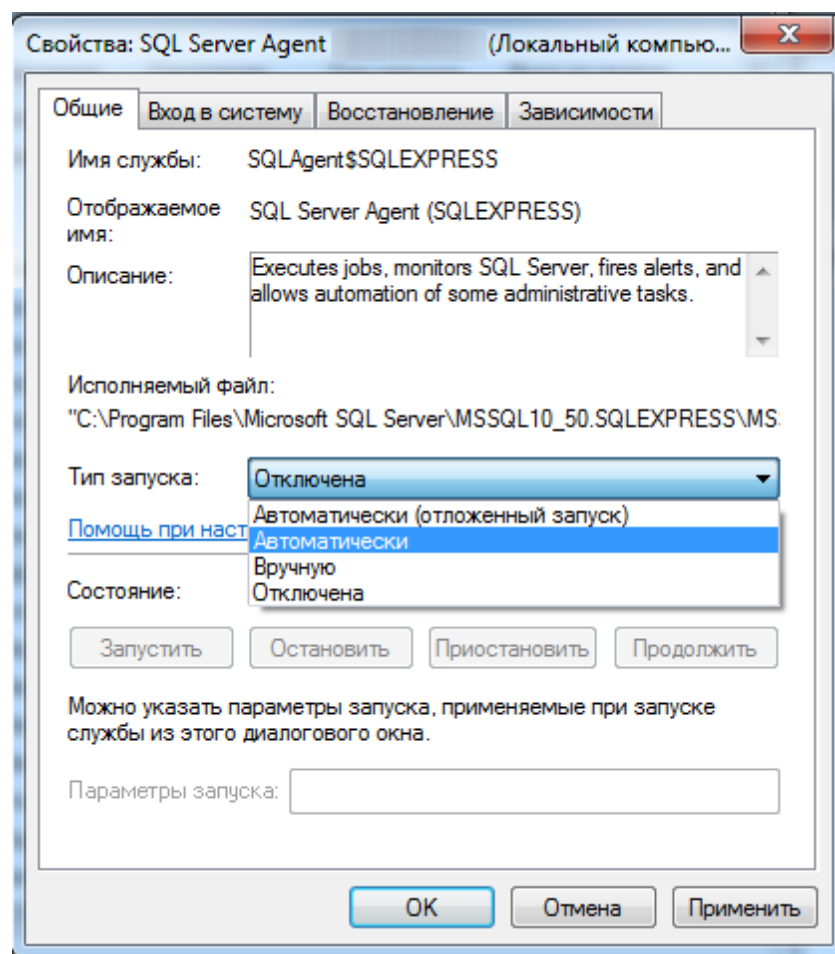 Свойства: SQL Server Agent (Локальный компью...
Общие Вход в систему Восстановление Зависимости
Имя службы: SQLAgent$SQLEXPRESS
Отображаемое имя: SQL Server Agent (SQLEXPRESS)
Описание: Executes jobs, monitors SQL Server, fires alerts, and
allows automation of some administrative tasks.
Исполняемый файл:
"C:\Program Files\Microsoft SQL Server\MSSQL10_50.SQLEXPRESS\MS
Тип запуска: Отключена
Автоматически (отложенный запуск)
Помощь при наст
Автоматически
Вручную
Состояние: Отключена
Запустить Остановить Приостановить Продолжить
Можно указать параметры запуска, применяемые при запуске
службы из этого диалогового окна.
Параметры запуска:
OK Отмена Применить